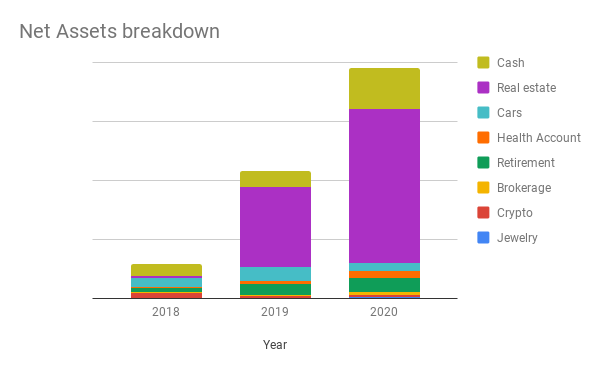 Net Assets breakdown
Cash
Real estate
Cars
Health Account
Retirement
Brokerage
Crypto
Jewelry
2018 2019 2020
Year